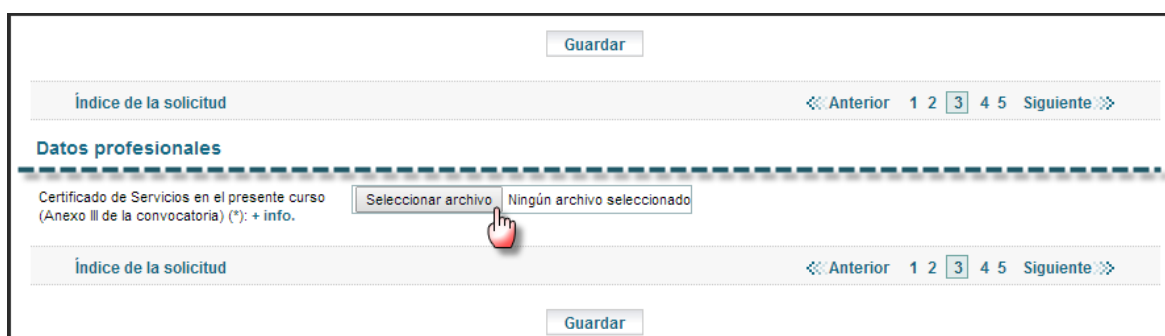 Guardar
Índice de la solicitud Anterior 1 2 3 4 5 Siguiente
Datos profesionales
Certificado de Servicios en el presente curso
(Anexo III de la convocatoria) (*): + info. Seleccionar archivo Ningún archivo seleccionado
Índice de la solicitud Anterior 1 2 3 4 5 Siguiente
Guardar